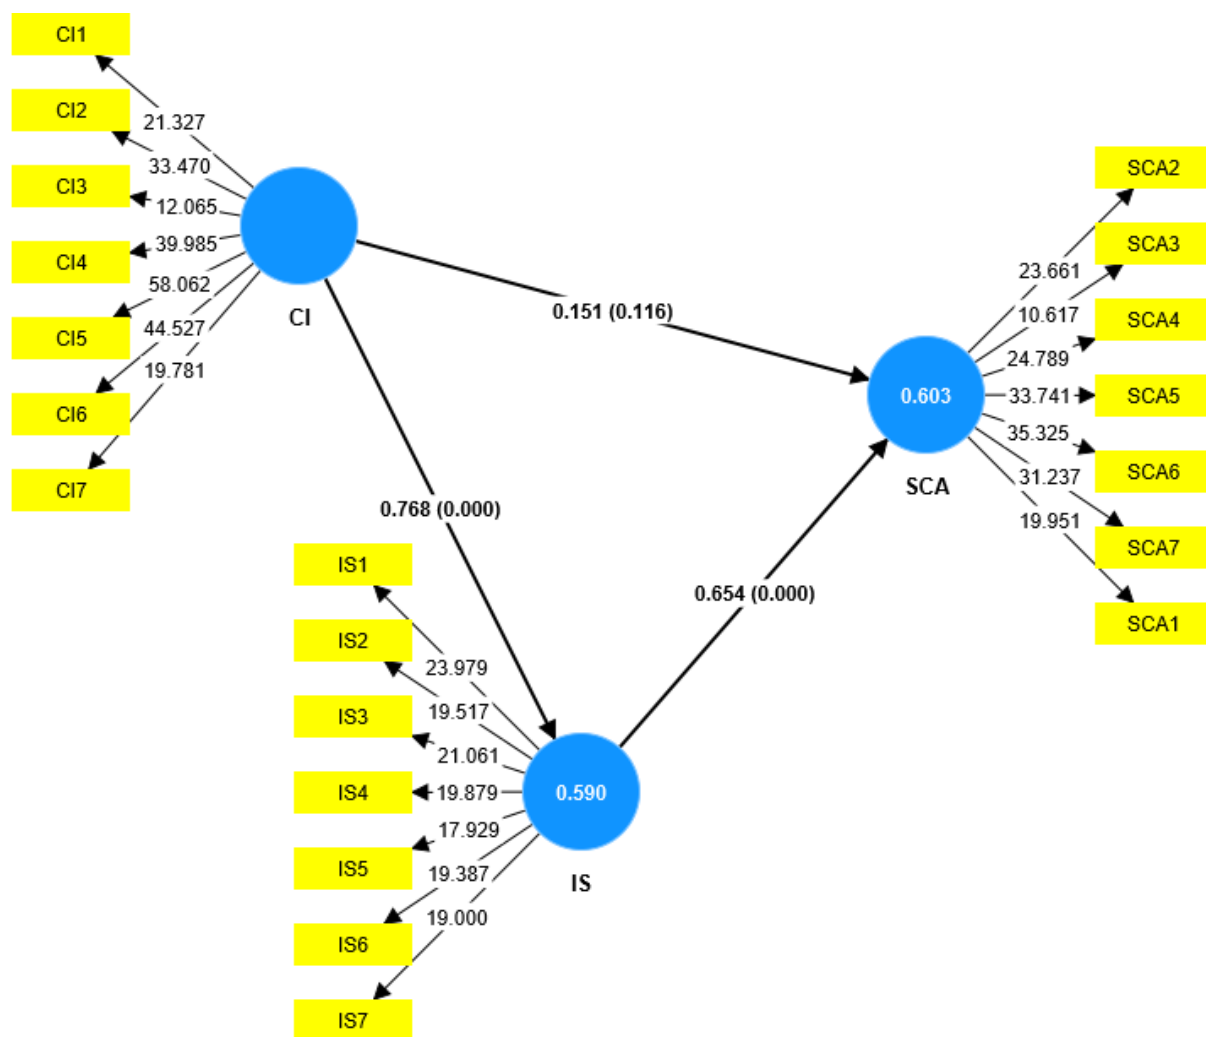 CI1
CI2
CI3
CI4
CI5
CI6
CI7
21.327
33.470
12.065
39.985
58.062
44.527
19.781
CI
0.151 (0.116)
0.768 (0.000)
0.654 (0.000)
SCA2
SCA3
SCA4
SCA5
SCA6
SCA7
SCA1
23.661
10.617
24.789
33.741
35.325
31.237
19.951
0.603
SCA
IS1
IS2
IS3
IS4
IS5
IS6
IS7
23.979
19.517
21.061
19.879
17.929
19.387
19.000
0.590
IS